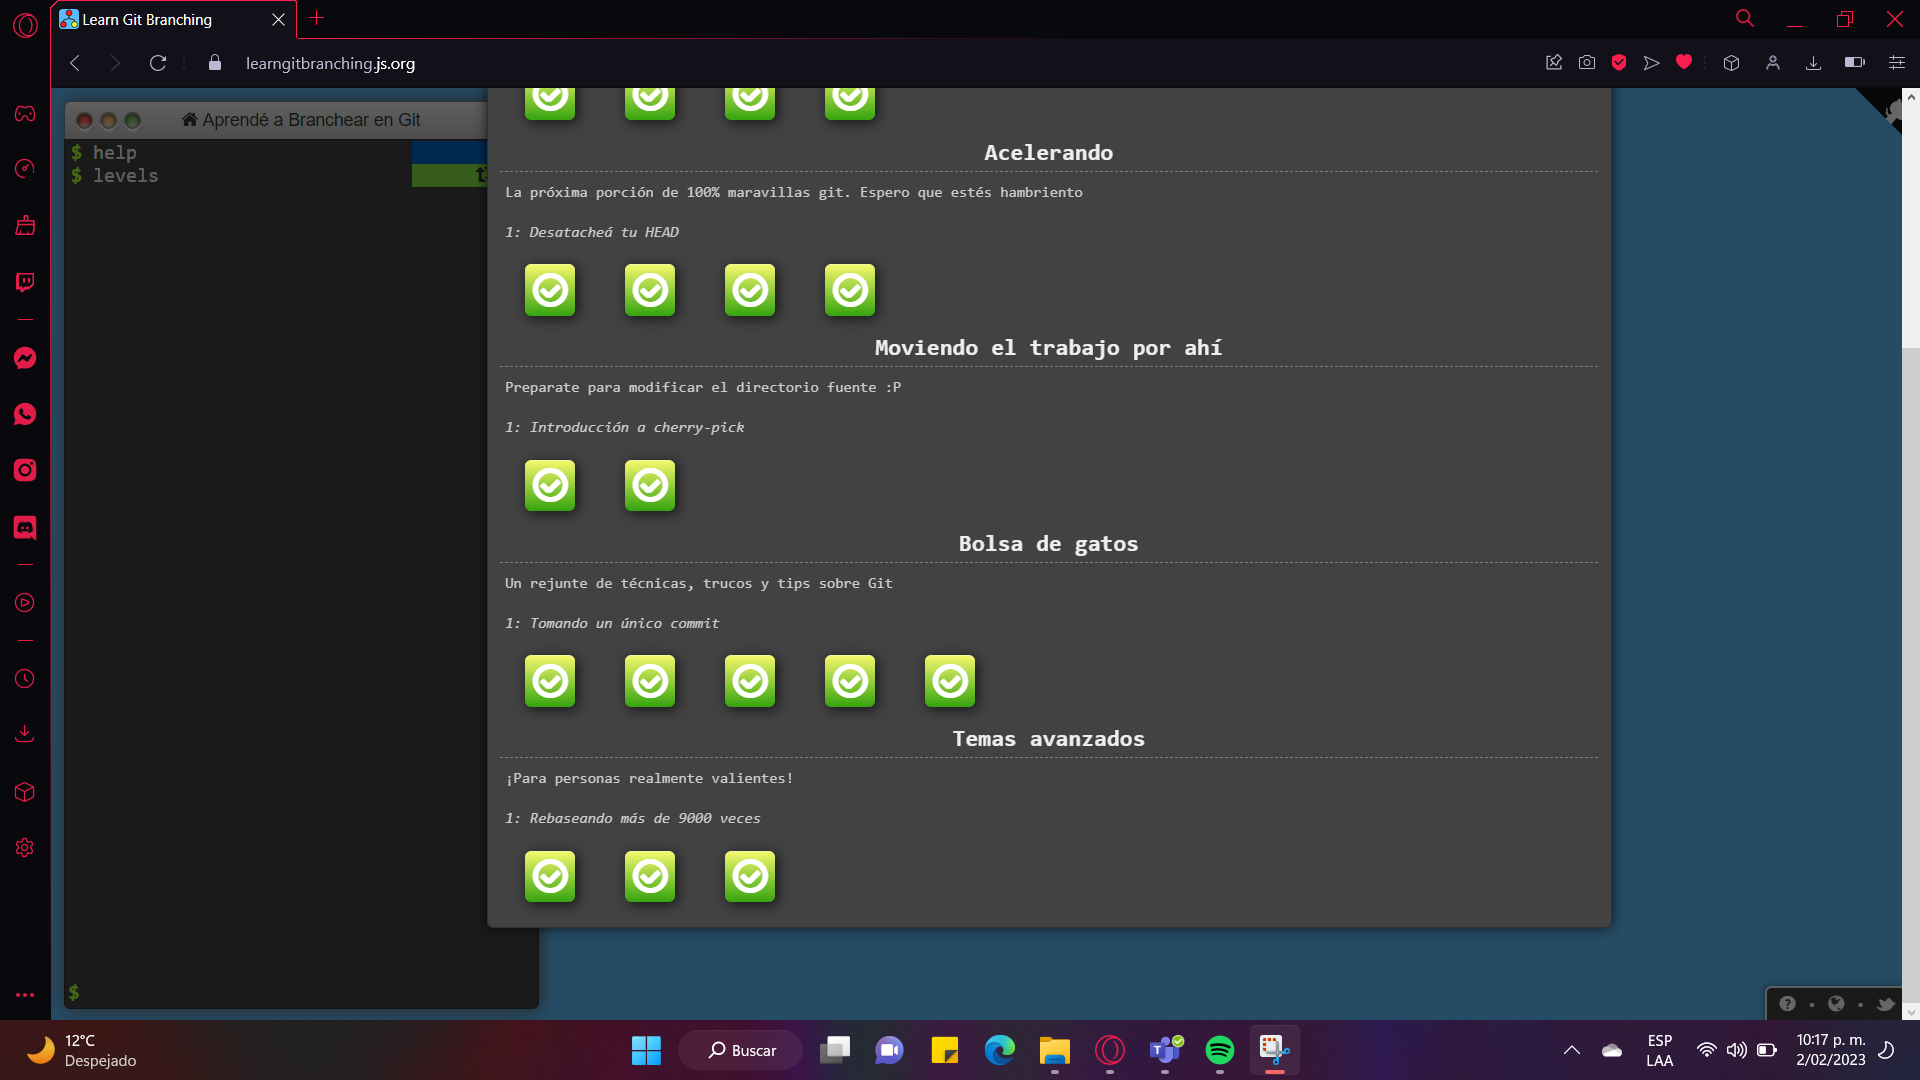 Learn Git Branching
learngitbranching.js.org
Aprendé a Branchear en Git
$ help
$ levels
Acelerando
La próxima porción de 100% maravillas git. Espero que estés hambriento
1: Desatacheá tu HEAD
Moviendo el trabajo por ahí
Preparate para modificar el directorio fuente :P
1: Introducción a cherry-pick
Bolsa de gatos
Un rejunte de técnicas, trucos y tips sobre Git
1: Tomando un único commit
Temas avanzados
¡Para personas realmente valientes!
1: Rebaseando más de 9000 veces
$
12°C
Despejado
Buscar
ESP
LAA
10:17 p. m.
2/02/2023